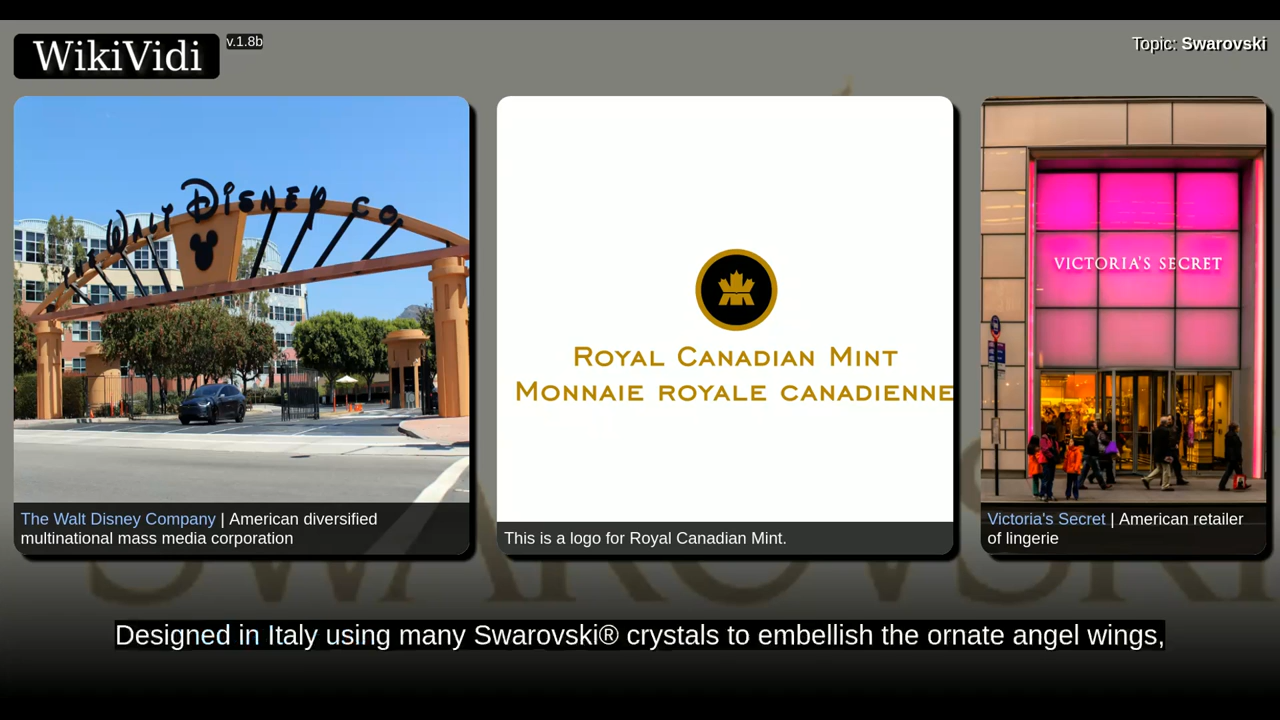 WikiVidi
v.1.8b
Topic: Swarovski
THE WALT DISNEY CO.
ROYAL CANADIAN MINT
MONNAIE ROYALE CANADIENNE
VICTORIA'S SECRET
The Walt Disney Company | American diversified
multinational mass media corporation
This is a logo for Royal Canadian Mint.
Victoria's Secret | American retailer
of lingerie
SWAROVSKI
Designed in Italy using many Swarovski® crystals to embellish the ornate angel wings,